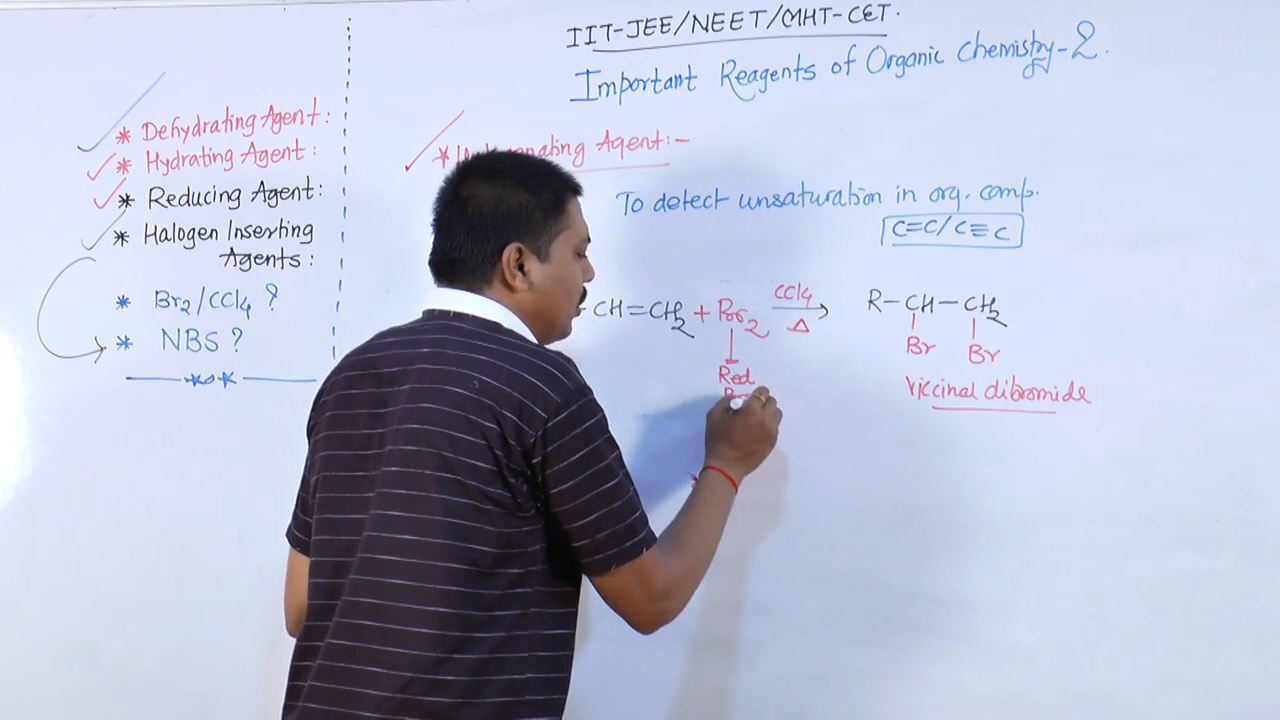 IIT-JEE/NEET/MHT-CET.
Important Reagents of Organic Chemistry-2.
* Dehydrating Agent:
* Hydrating Agent:
* Reducing Agent:
* Halogen Inserting
Agents:
* Br2/CCl4 ?
* NBS ?
* Agent:-
To detect unsaturation in org. comp.
C=C/C≡C
CH=CH2 + Br2 CCl4 Δ → R-CH-CH2
Br Br
Red
viccinal dibromide